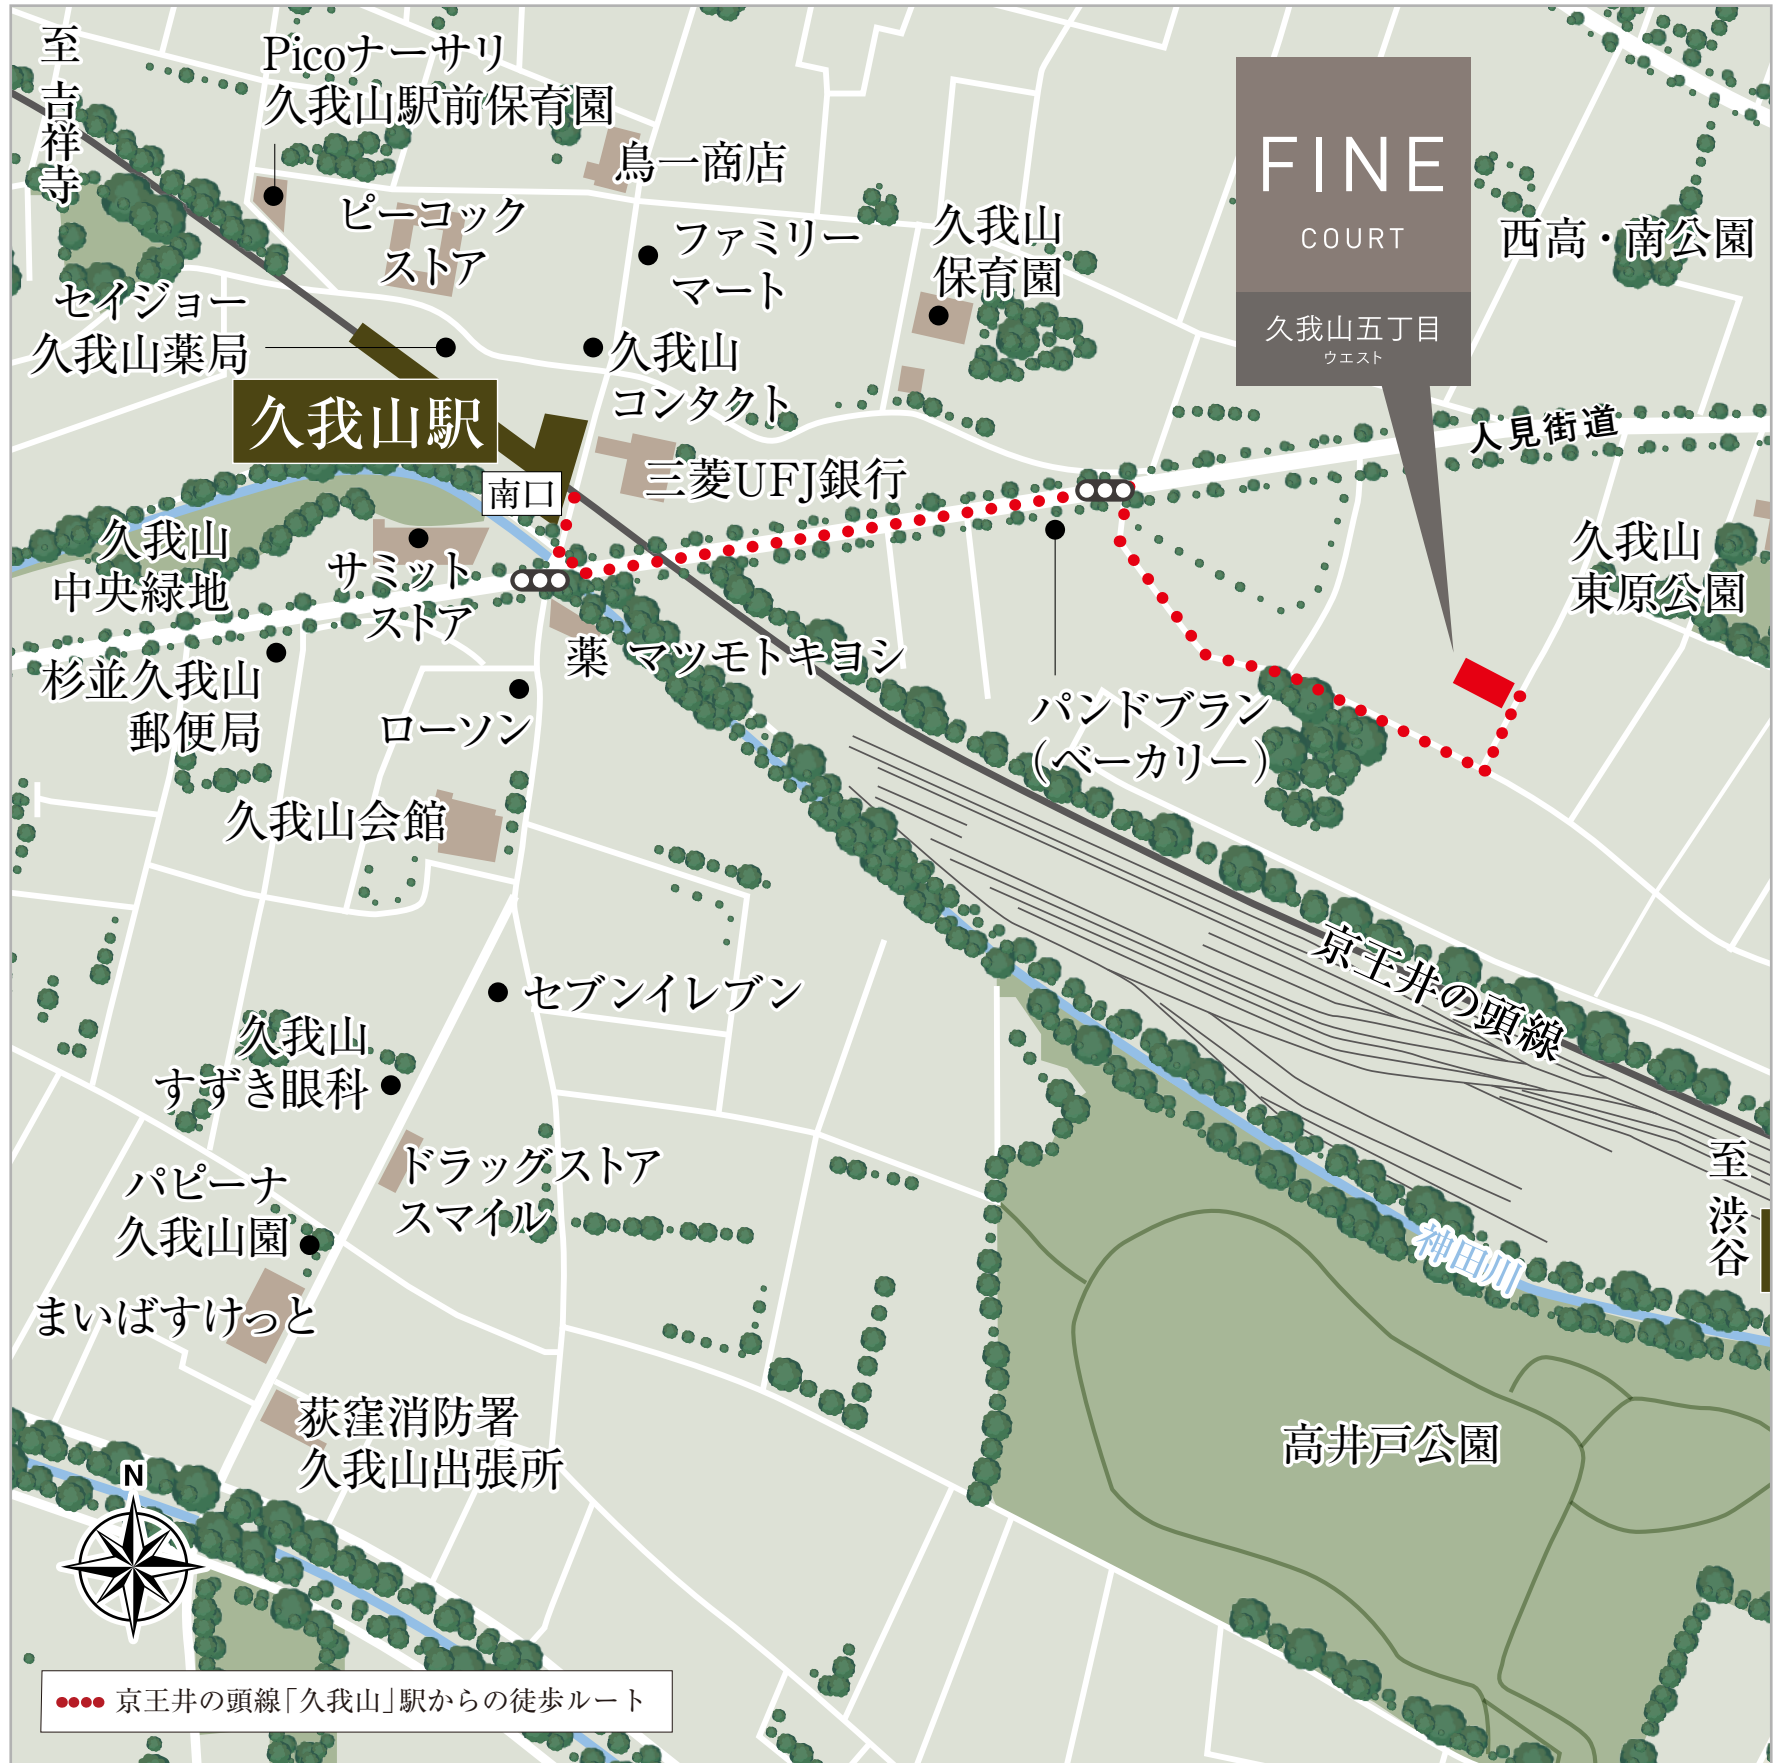 至 吉祥寺
Picoナーサリ
久我山駅前保育園
鳥一商店
ピーコック
ストア
ファミリー
マート
久我山
保育園
FINE
COURT
久我山五丁目
ウエスト
西高・南公園
セイジョー
久我山薬局
久我山
コンタクト
久我山駅
南口
三菱UFJ銀行
人見街道
久我山
中央緑地
サミット
ストア
久我山
東原公園
薬 マツモトキヨシ
杉並久我山
郵便局
ローソン
パンドブラン
（ベーカリー）
久我山会館
京王井の頭線
セブンイレブン
久我山
すずき眼科
至 渋谷
ドラッグストア
スマイル
パピーナ
久我山園
神田川
まいばすけっと
荻窪消防署
久我山出張所
高井戸公園
N
京王井の頭線「久我山」駅からの徒歩ルート